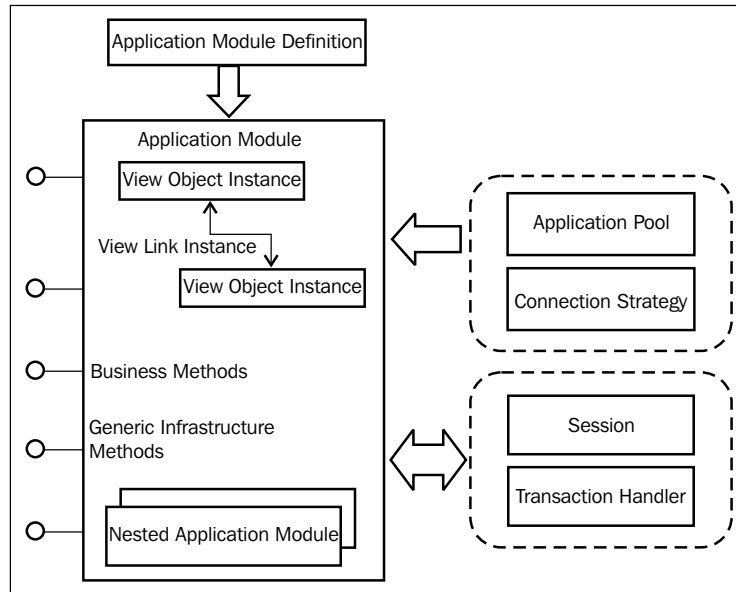 Application Module Definition
Application Module
View Object Instance
View Link Instance
View Object Instance
Business Methods
Generic Infrastructure
Methods
Nested Application Module
Application Pool
Connection Strategy
Session
Transaction Handler